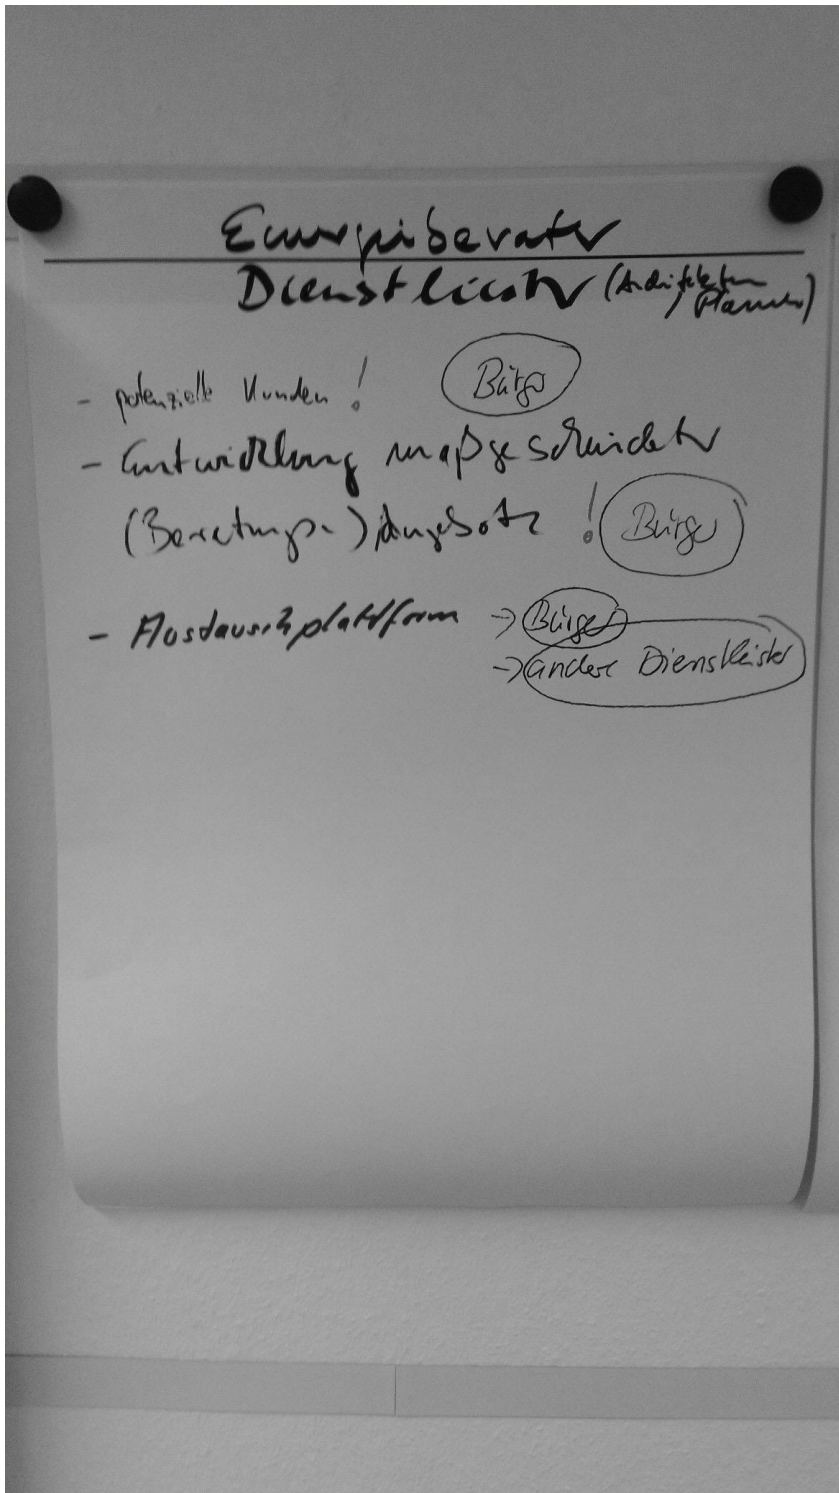 Energieberater
Dienstleister (Architekten, Planer)
- potenzielle Kunden ! Bürger
- Entwicklung maßgeschneiderter
(Beratungs-)Angebote ! Bürger
- Austauschplattform -> Bürger
-> andere Dienstleister